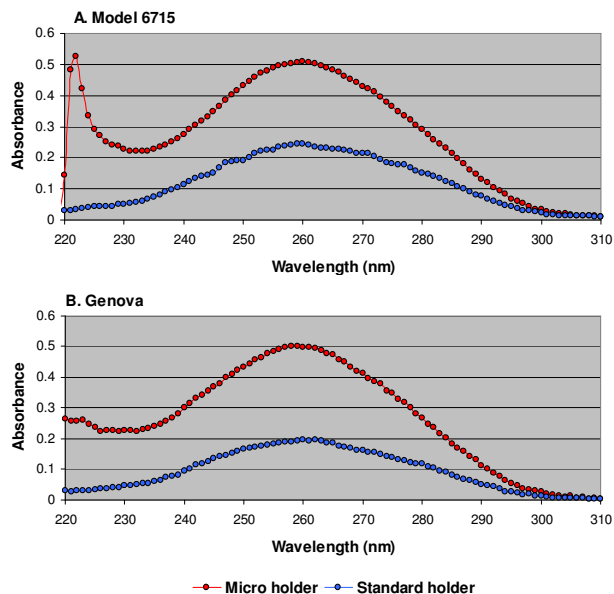 A. Model 6715
0.6
0.5
0.4
0.3
0.2
0.1
0
Absorbance
220 230 240 250 260 270 280 290 300 310
Wavelength (nm)
B. Genova
0.6
0.5
0.4
0.3
0.2
0.1
0
Absorbance
220 230 240 250 260 270 280 290 300 310
Wavelength (nm)
Micro holder Standard holder